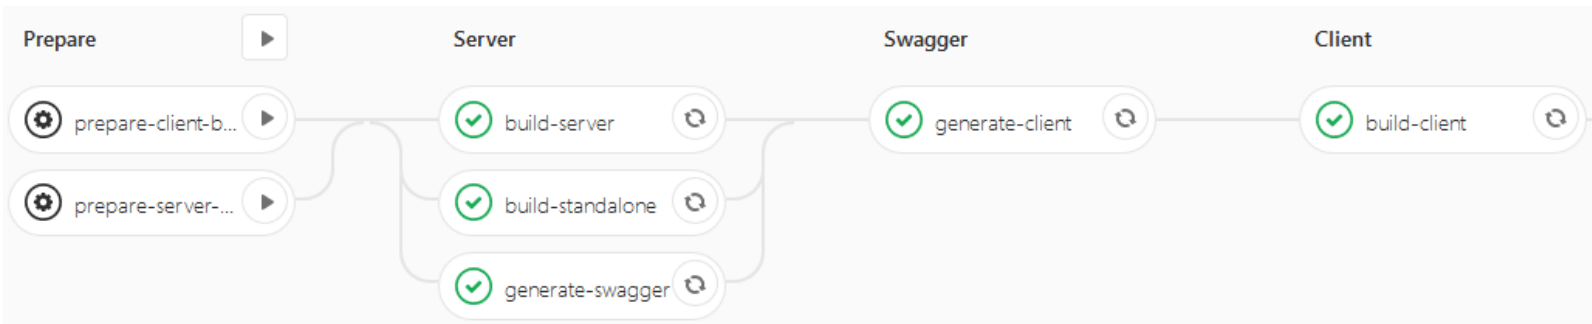 Prepare
Server
Swagger
Client
prepare-client-b...
build-server
generate-client
build-client
prepare-server-...
build-standalone
generate-swagger